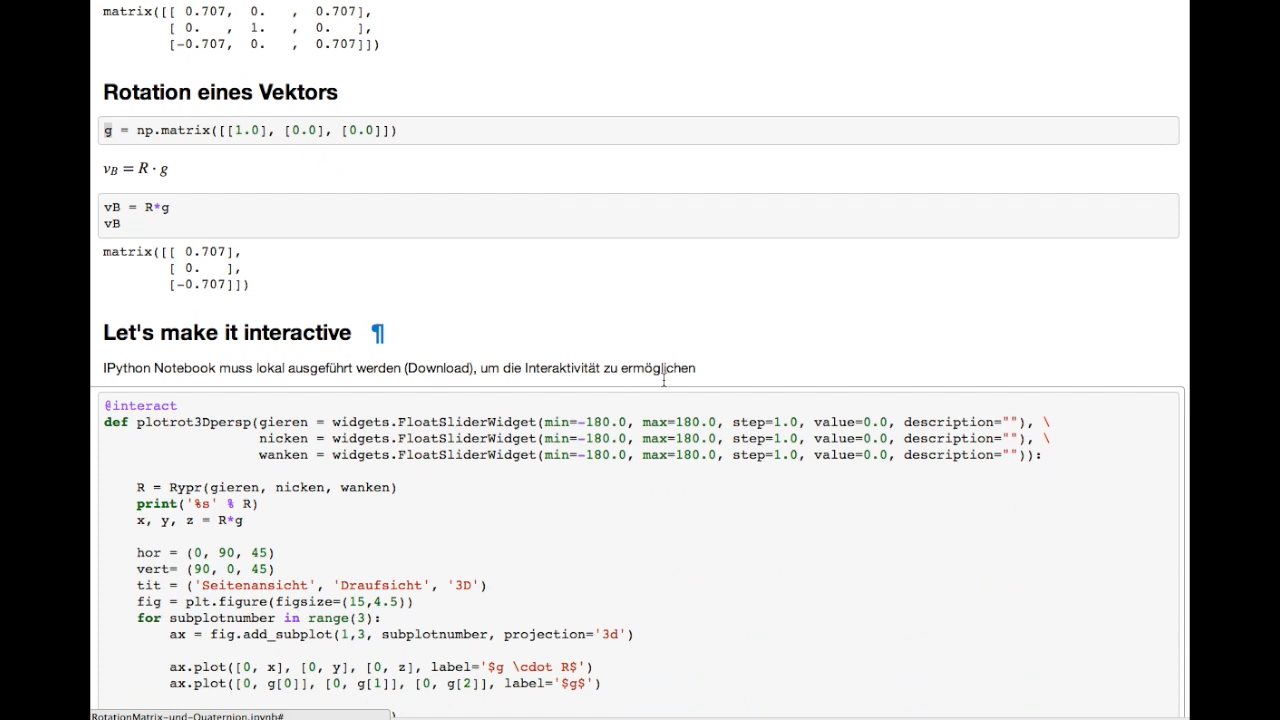 matrix([[ 0.707, 0. , 0.707],
[ 0. , 1. , 0. ],
[-0.707, 0. , 0.707]])
Rotation eines Vektors
g = np.matrix([[1.0], [0.0], [0.0]])
vB = R · g
vB = R*g
vB
matrix([[ 0.707],
[ 0. ],
[-0.707]])
Let's make it interactive ¶
IPython Notebook muss lokal ausgeführt werden (Download), um die Interaktivität zu ermöglichen
@interact
def plotrot3Dpersp(gieren = widgets.FloatSliderWidget(min=-180.0, max=180.0, step=1.0, value=0.0, description=""), \
nicken = widgets.FloatSliderWidget(min=-180.0, max=180.0, step=1.0, value=0.0, description=""), \
wanken = widgets.FloatSliderWidget(min=-180.0, max=180.0, step=1.0, value=0.0, description="")):
R = Rypr(gieren, nicken, wanken)
print('%s' % R)
x, y, z = R*g
hor = (0, 90, 45)
vert= (90, 0, 45)
tit = ('Seitenansicht', 'Draufsicht', '3D')
fig = plt.figure(figsize=(15,4.5))
for subplotnumber in range(3):
ax = fig.add_subplot(1,3, subplotnumber, projection='3d')
ax.plot([0, x], [0, y], [0, z], label='$g \cdot R$')
ax.plot([0, g[0]], [0, g[1]], [0, g[2]], label='$g$')
RotationMatrix-und-Quaternion.ipynb#